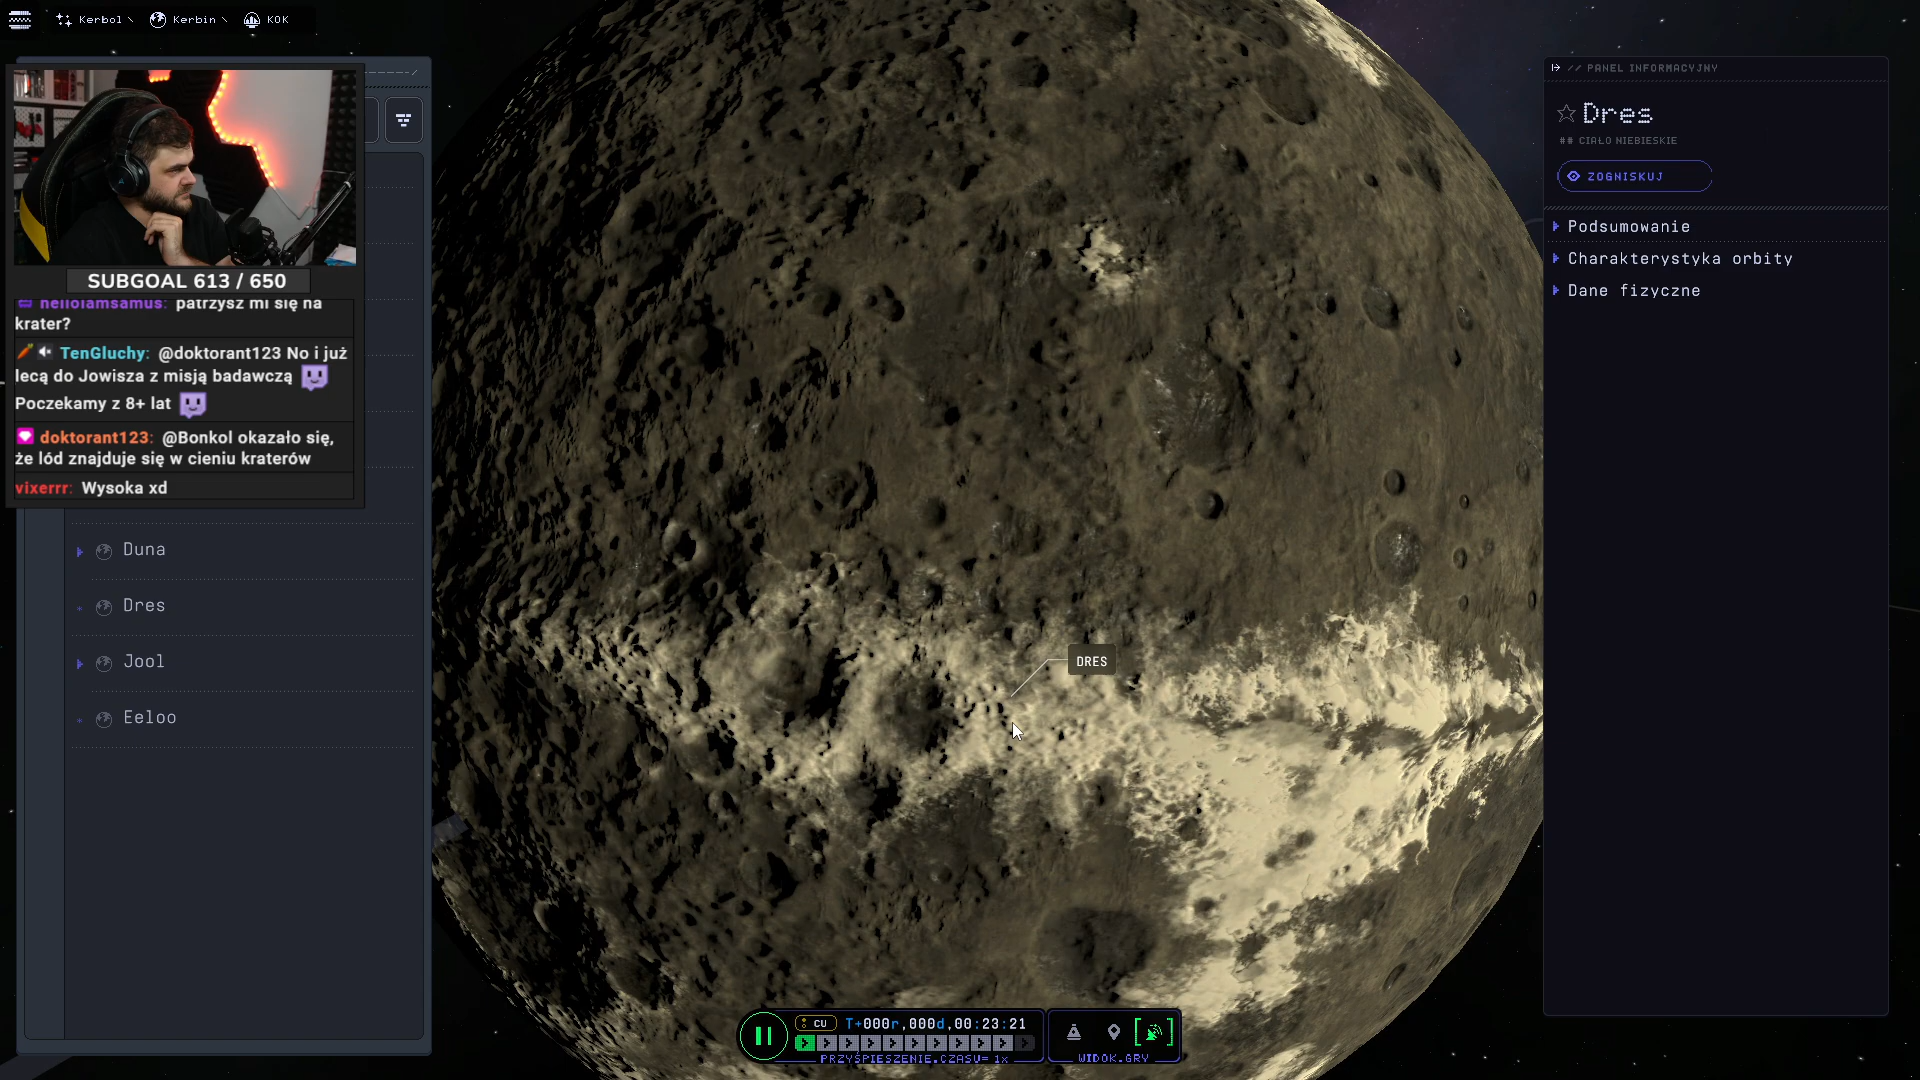 Kerbol
Kerbin
KOK
SUBGOAL 613 / 650
helloiamsamus: patrzysz mi się na
krater?
TenGluchy: @doktorant123 No i już
lecą do Jowisza z misją badawczą
Poczekamy z 8+ lat
doktorant123: @Bonkol okazało się,
że lód znajduje się w cieniu kraterów
vixerrr: Wysoka xd
Duna
Dres
Jool
Eeloo
DRES
// PANEL INFORMACYJNY
Dres
## CIAŁO NIEBIESKIE
ZOGNISKUJ
Podsumowanie
Charakterystyka orbity
Dane fizyczne
CU T+000r,000d,00:23:21
PRZYŚPIESZENIE.CZASU= 1x
WIDOK.GRY